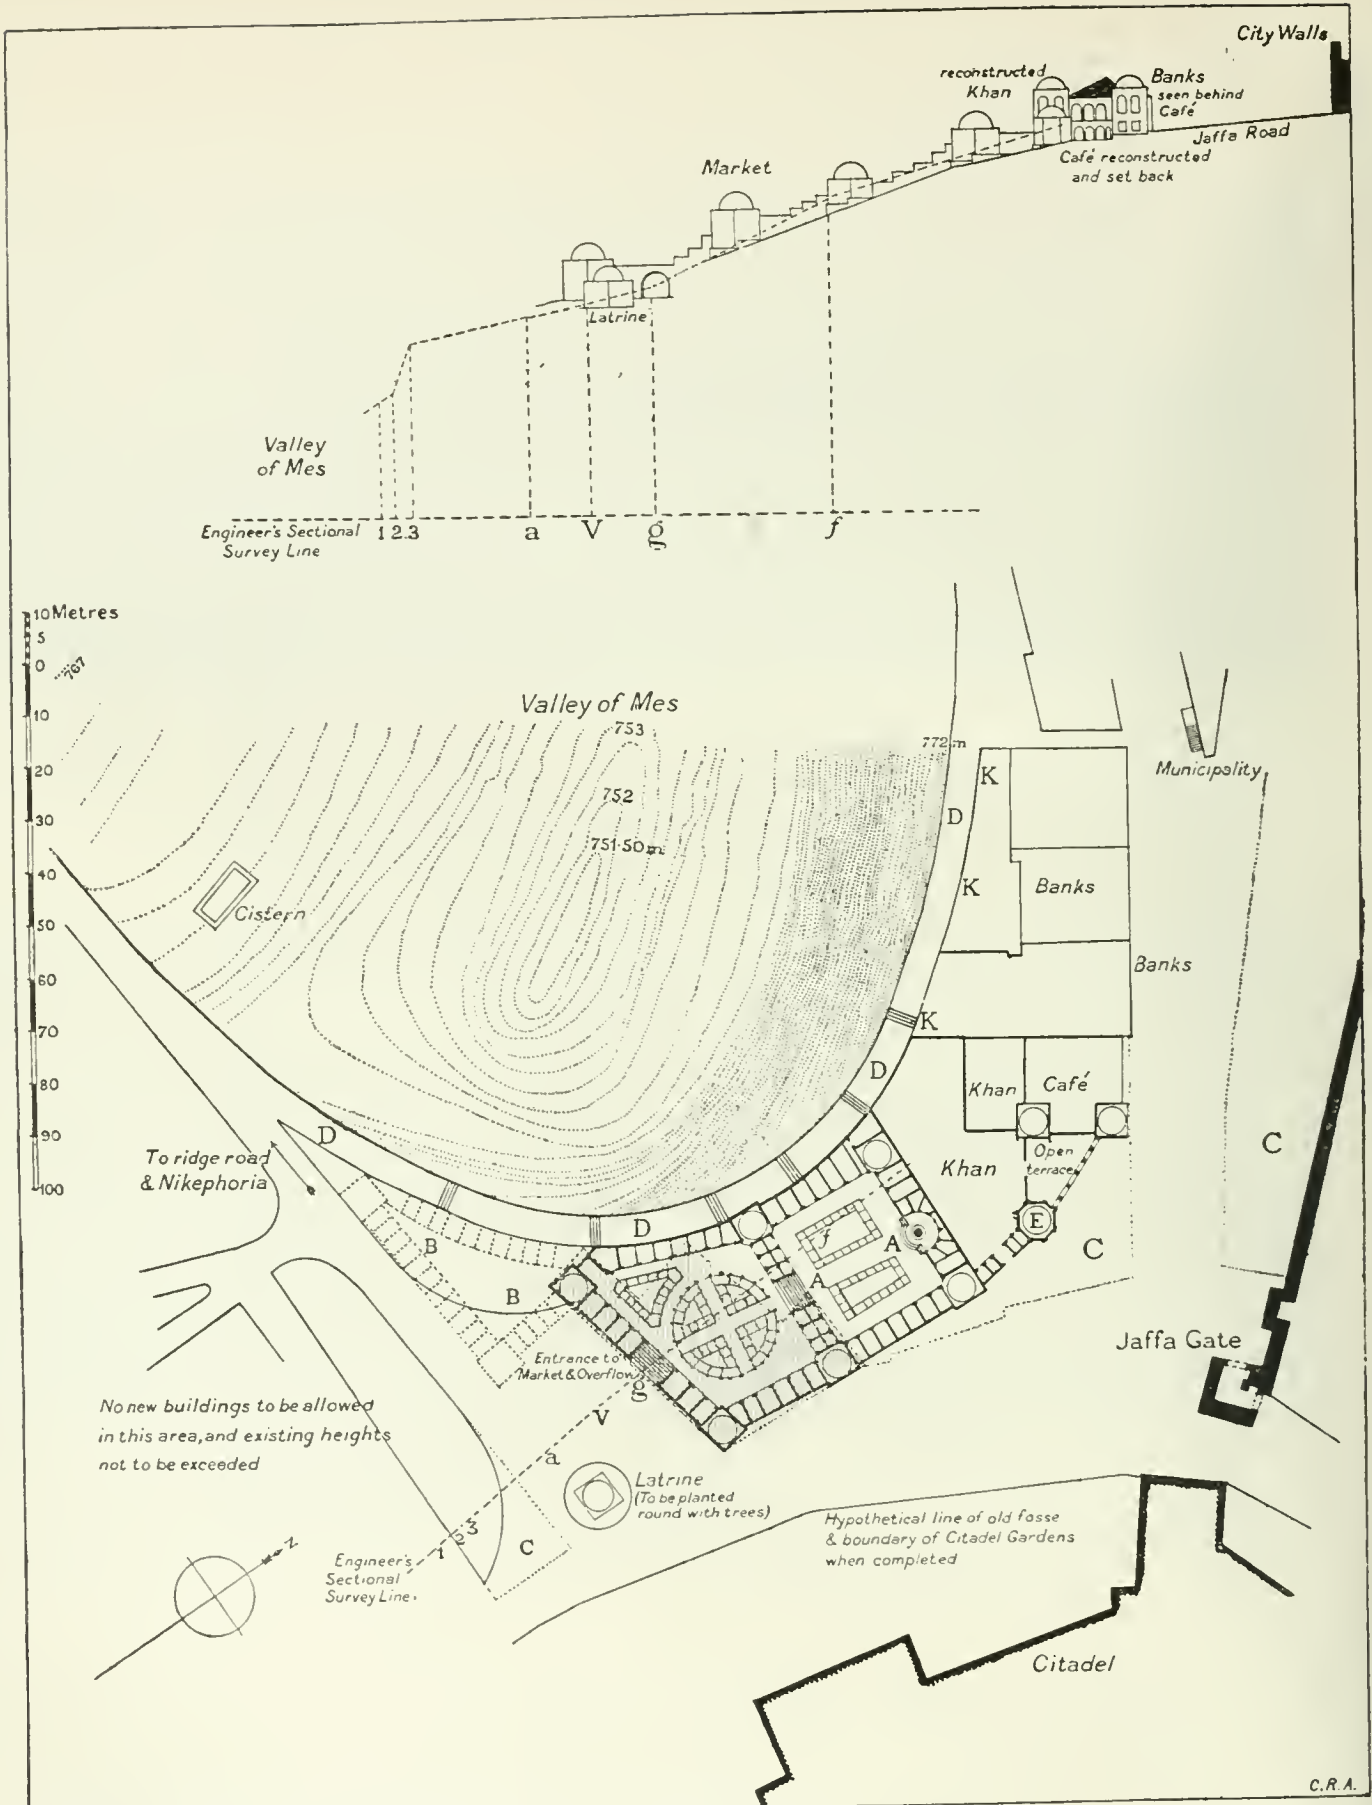 City Walls
reconstructed
Khan
Banks
seen behind
Café
Jaffa Road
Café reconstructed
and set back
Market
Latrine
Valley
of Mes
Engineer's Sectional
Survey Line
1 2.3
a
V
g
f
10 Metres
5
0
10
20
30
40
50
60
70
80
90
100
767
Valley of Mes
753
752
751·50m
772m
Municipality
K
D
K
Banks
Banks
Cistern
K
D
Khan
Café
D
To ridge road
& Nikephoria
Khan
Open
terrace
C
E
D
f
A
C
B
A
B
Jaffa Gate
Entrance to
Market & Overflow
g
No new buildings to be allowed
in this area, and existing heights
not to be exceeded
V
a
Latrine
(To be planted
round with trees)
Hypothetical line of old fosse
& boundary of Citadel Gardens
when completed
1 2 3
C
N
Engineer's
Sectional
Survey Line.
Citadel
C.R.A.